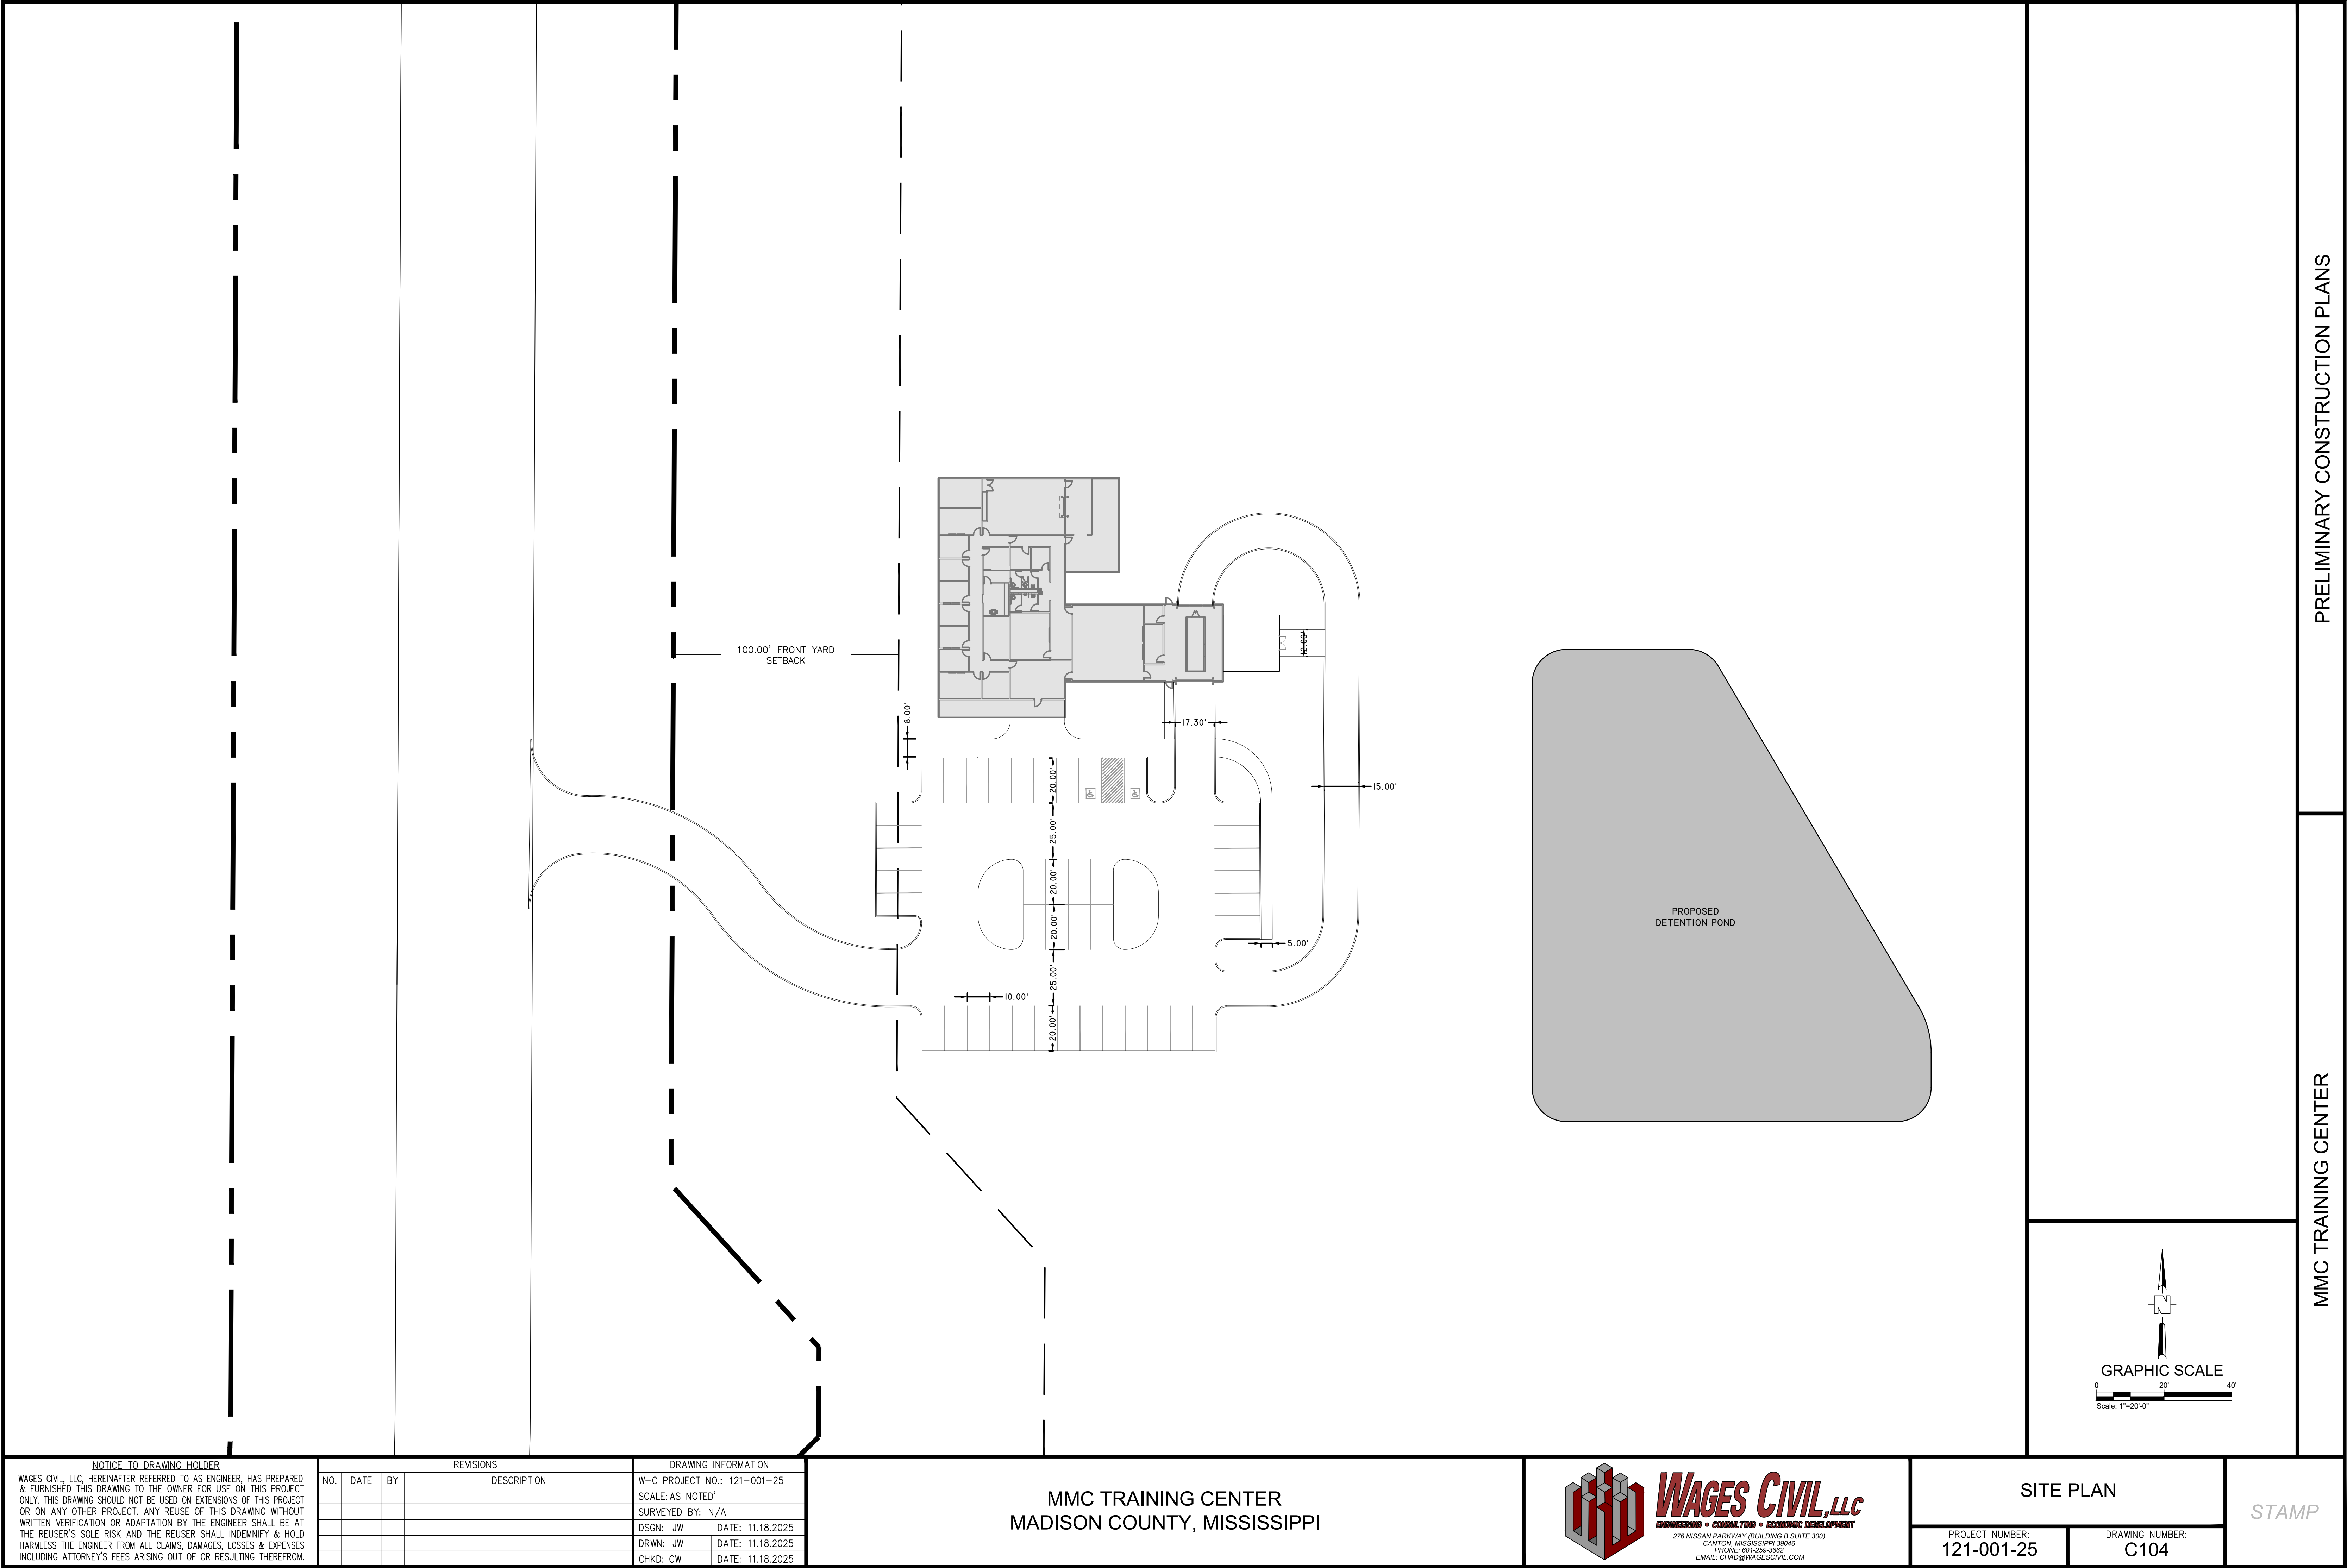 100.00' FRONT YARD
SETBACK
8.00'
17.30'
12.00'
20.00'
25.00'
20.00'
20.00'
25.00'
20.00'
15.00'
5.00'
10.00'
PROPOSED
DETENTION POND
PRELIMINARY CONSTRUCTION PLANS
MMC TRAINING CENTER
N
GRAPHIC SCALE
0 20' 40'
Scale: 1"=20'-0"
NOTICE TO DRAWING HOLDER
WAGES CIVIL, LLC, HEREINAFTER REFERRED TO AS ENGINEER, HAS PREPARED
& FURNISHED THIS DRAWING TO THE OWNER FOR USE ON THIS PROJECT
ONLY. THIS DRAWING SHOULD NOT BE USED ON EXTENSIONS OF THIS PROJECT
OR ON ANY OTHER PROJECT. ANY REUSE OF THIS DRAWING WITHOUT
WRITTEN VERIFICATION OR ADAPTATION BY THE ENGINEER SHALL BE AT
THE REUSER'S SOLE RISK AND THE REUSER SHALL INDEMNIFY & HOLD
HARMLESS THE ENGINEER FROM ALL CLAIMS, DAMAGES, LOSSES & EXPENSES
INCLUDING ATTORNEY'S FEES ARISING OUT OF OR RESULTING THEREFROM.
REVISIONS
NO. DATE BY DESCRIPTION
DRAWING INFORMATION
W-C PROJECT NO.: 121-001-25
SCALE: AS NOTED'
SURVEYED BY: N/A
DSGN: JW DATE: 11.18.2025
DRWN: JW DATE: 11.18.2025
CHKD: CW DATE: 11.18.2025
MMC TRAINING CENTER
MADISON COUNTY, MISSISSIPPI
WAGES CIVIL, LLC
ENGINEERING • CONSULTING • ECONOMIC DEVELOPMENT
276 NISSAN PARKWAY (BUILDING B SUITE 300)
CANTON, MISSISSIPPI 39046
PHONE: 601-259-3662
EMAIL: CHAD@WAGESCIVIL.COM
SITE PLAN
PROJECT NUMBER:
121-001-25
DRAWING NUMBER:
C104
STAMP